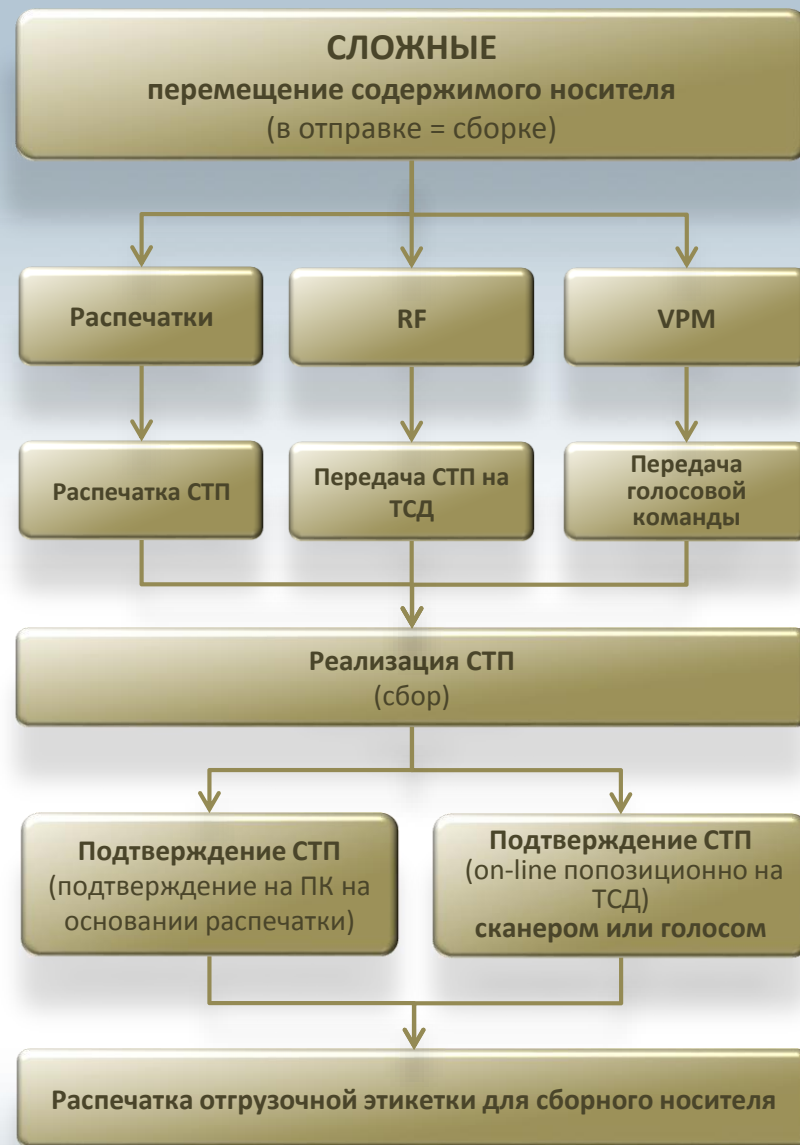 СЛОЖНЫЕ
перемещение содержимого носителя
(в отправке = сборке)
Распечатки
RF
VPM
Распечатка СТП
Передача СТП на
ТСД
Передача
голосовой
команды
Реализация СТП
(сбор)
Подтверждение СТП
(подтверждение на ПК на
основании распечатки)
Подтверждение СТП
(on-line попозиционно на
ТСД)
сканером или голосом
Распечатка отгрузочной этикетки для сборного носителя